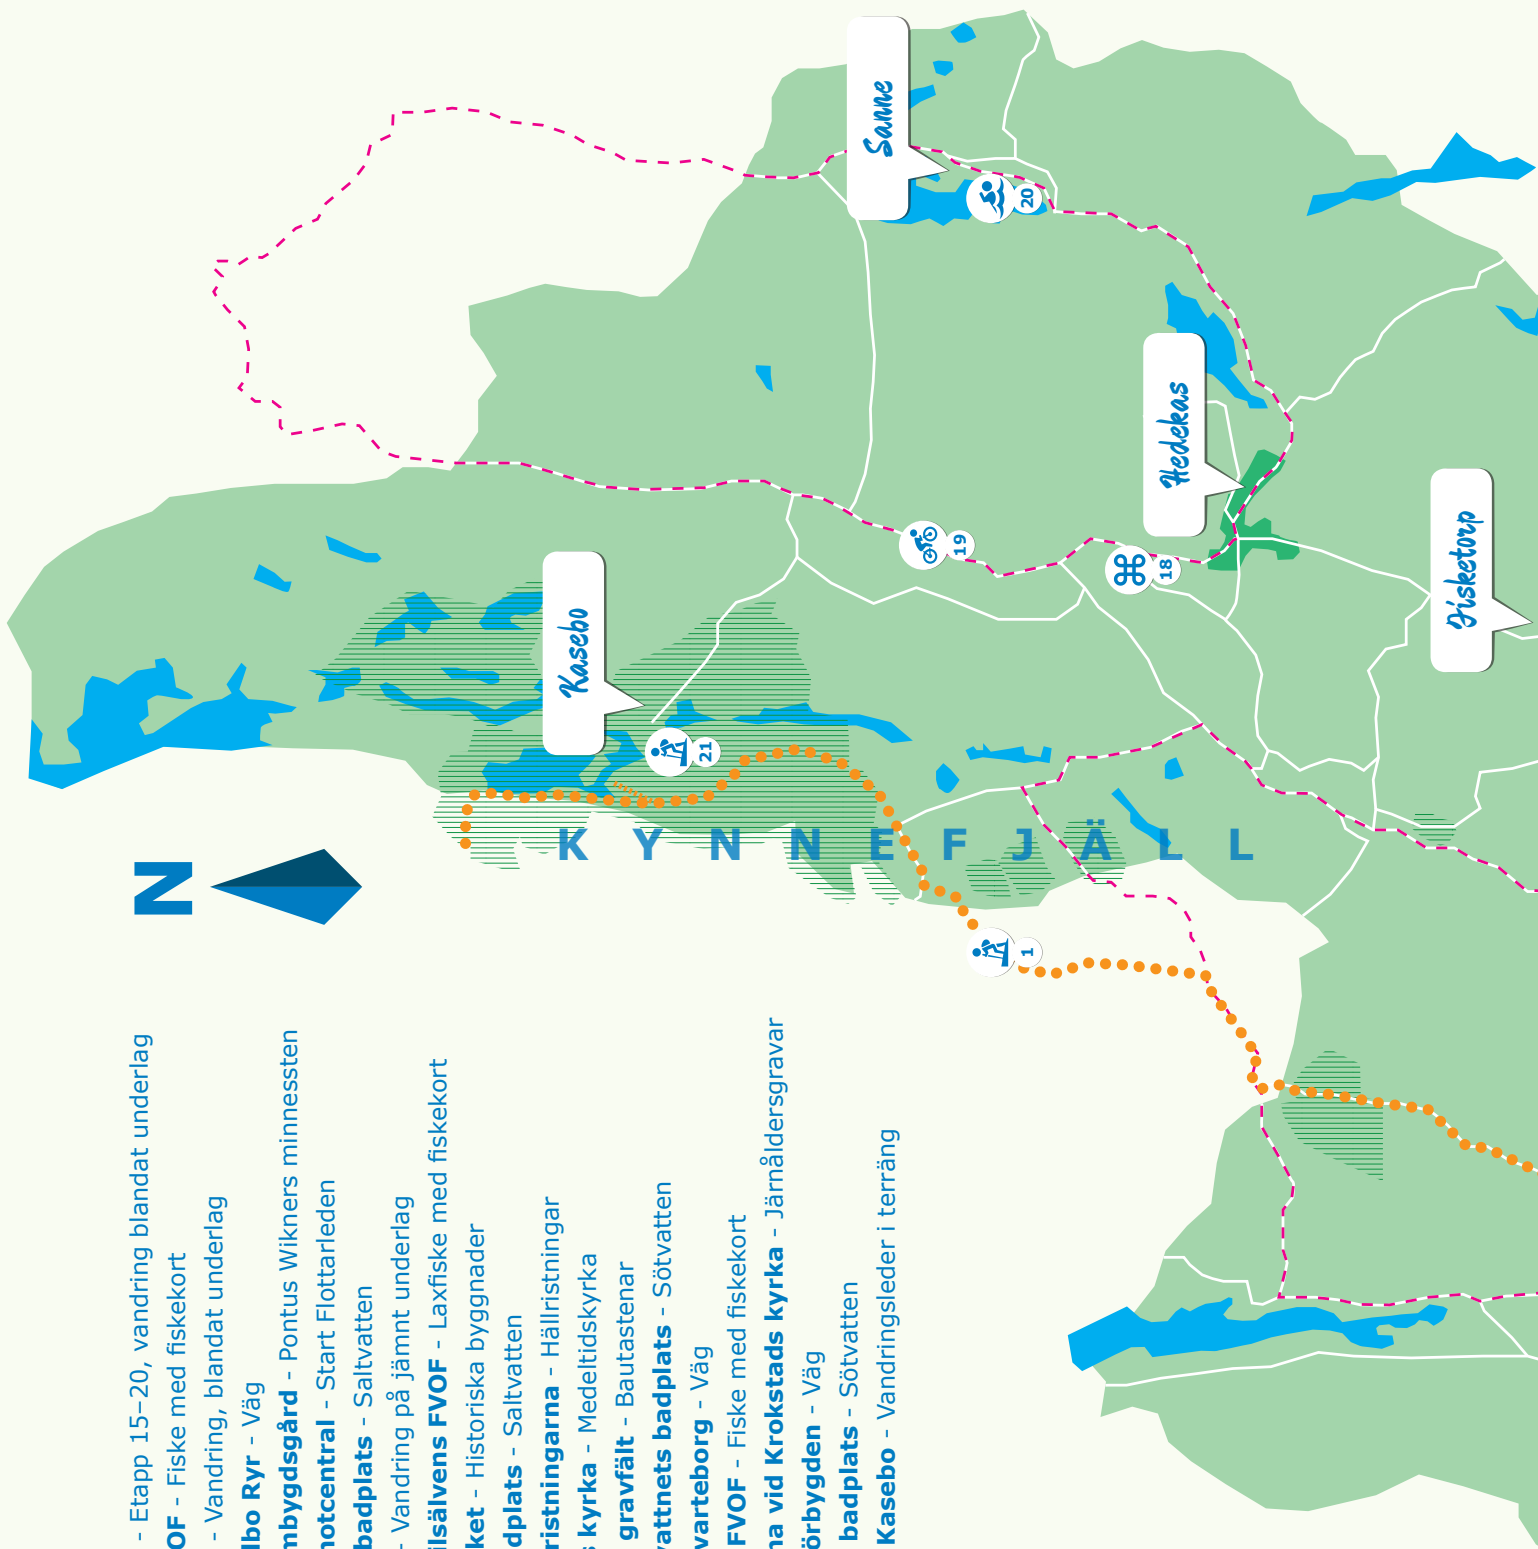 – Etapp 15–20, vandring blandat underlag
OF – Fiske med fiskekort
– Vandring, blandat underlag
lbo Ryr – Väg
mbygdsgård – Pontus Wikners minnessten
notcentral – Start Flottarleden
badplats – Saltvatten
– Vandring på jämnt underlag
ilsälvens FVOF – Laxfiske med fiskekort
ket – Historiska byggnader
dplats – Saltvatten
ristningarna – Hällristningar
s kyrka – Medeltidskyrka
gravfält – Bautastenar
vattnets badplats – Sötvatten
varteborg – Väg
FVOF – Fiske med fiskekort
na vid Krokstads kyrka – Järnåldersgravar
örbygden – Väg
badplats – Sötvatten
Kasebo – Vandringsleder i terräng
N
KYNNEFJÄLL
Kasebo
21
1
Sanne
20
19
Hedekas
18
Fisketorp